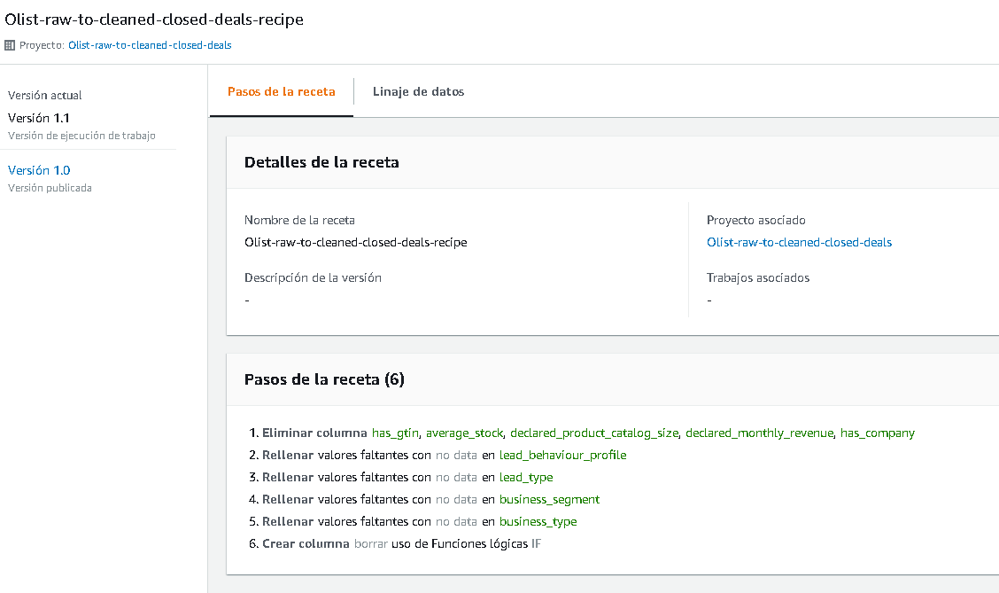 Olist-raw-to-cleaned-closed-deals-recipe
Proyecto: Olist-raw-to-cleaned-closed-deals
Versión actual
Versión 1.1
Versión de ejecución de trabajo
Versión 1.0
Versión publicada
Pasos de la receta
Linaje de datos
Detalles de la receta
Nombre de la receta
Olist-raw-to-cleaned-closed-deals-recipe
Descripción de la versión
-
Proyecto asociado
Olist-raw-to-cleaned-closed-deals
Trabajos asociados
-
Pasos de la receta (6)
1. Eliminar columna has_gtin, average_stock, declared_product_catalog_size, declared_monthly_revenue, has_company
2. Rellenar valores faltantes con no data en lead_behaviour_profile
3. Rellenar valores faltantes con no data en lead_type
4. Rellenar valores faltantes con no data en business_segment
5. Rellenar valores faltantes con no data en business_type
6. Crear columna borrar uso de Funciones lógicas IF